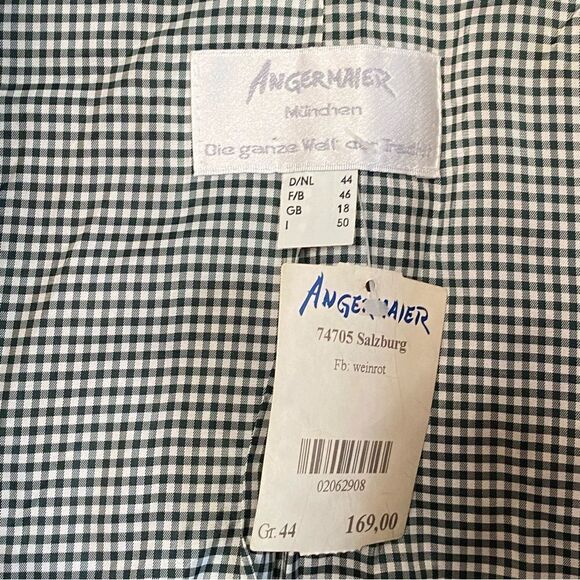 ANGERMAIER
München
Die ganze Welt der Tracht
D/NL 44
F/B 46
GB 18
I 50
ANGERMAIER
74705 Salzburg
Fb: weinrot
02062908
Gr. 44 169,00